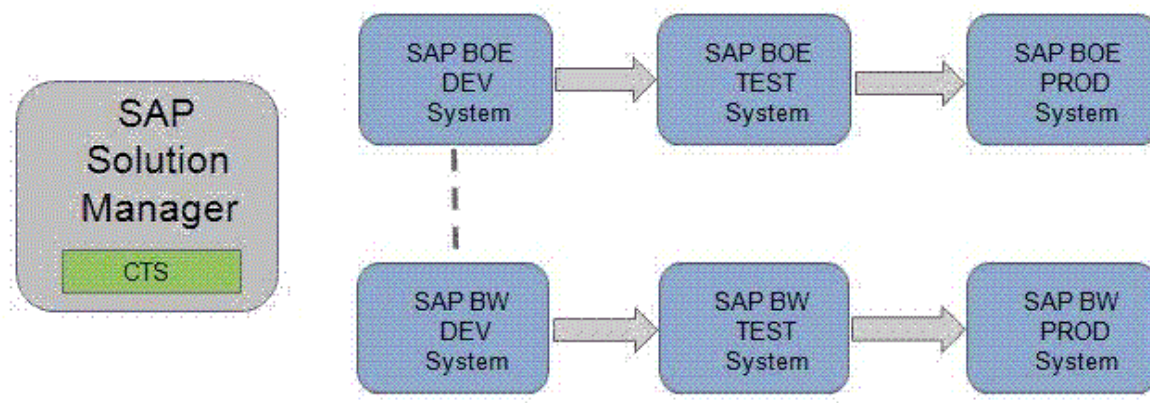 SAP
Solution
Manager
CTS
SAP BOE
DEV
System
SAP BOE
TEST
System
SAP BOE
PROD
System
SAP BW
DEV
System
SAP BW
TEST
System
SAP BW
PROD
System